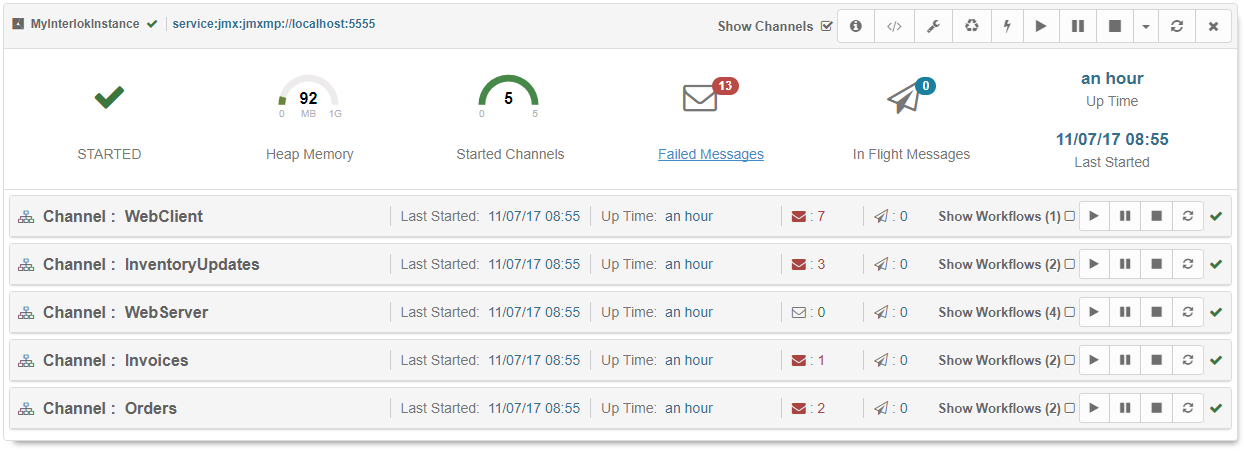 MyInterlokInstance service:jmx:jmxmp://localhost:5555 Show Channels
92 0 MB 1G
5 0 5
13
0
an hour
Up Time
11/07/17 08:55
Last Started
STARTED Heap Memory Started Channels Failed Messages In Flight Messages
Channel : WebClient Last Started: 11/07/17 08:55 Up Time: an hour : 7 : 0 Show Workflows (1)
Channel : InventoryUpdates Last Started: 11/07/17 08:55 Up Time: an hour : 3 : 0 Show Workflows (2)
Channel : WebServer Last Started: 11/07/17 08:55 Up Time: an hour : 0 : 0 Show Workflows (4)
Channel : Invoices Last Started: 11/07/17 08:55 Up Time: an hour : 1 : 0 Show Workflows (2)
Channel : Orders Last Started: 11/07/17 08:55 Up Time: an hour : 2 : 0 Show Workflows (2)